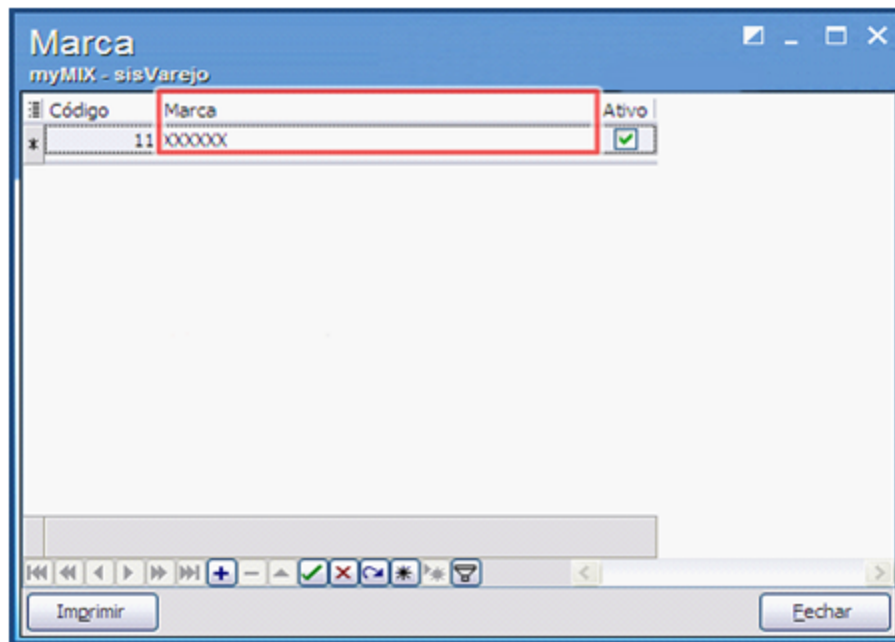 Marca
myMIX - sisVarejo
Código Marca Ativo
11 XXXXXX
Imprimir Fechar